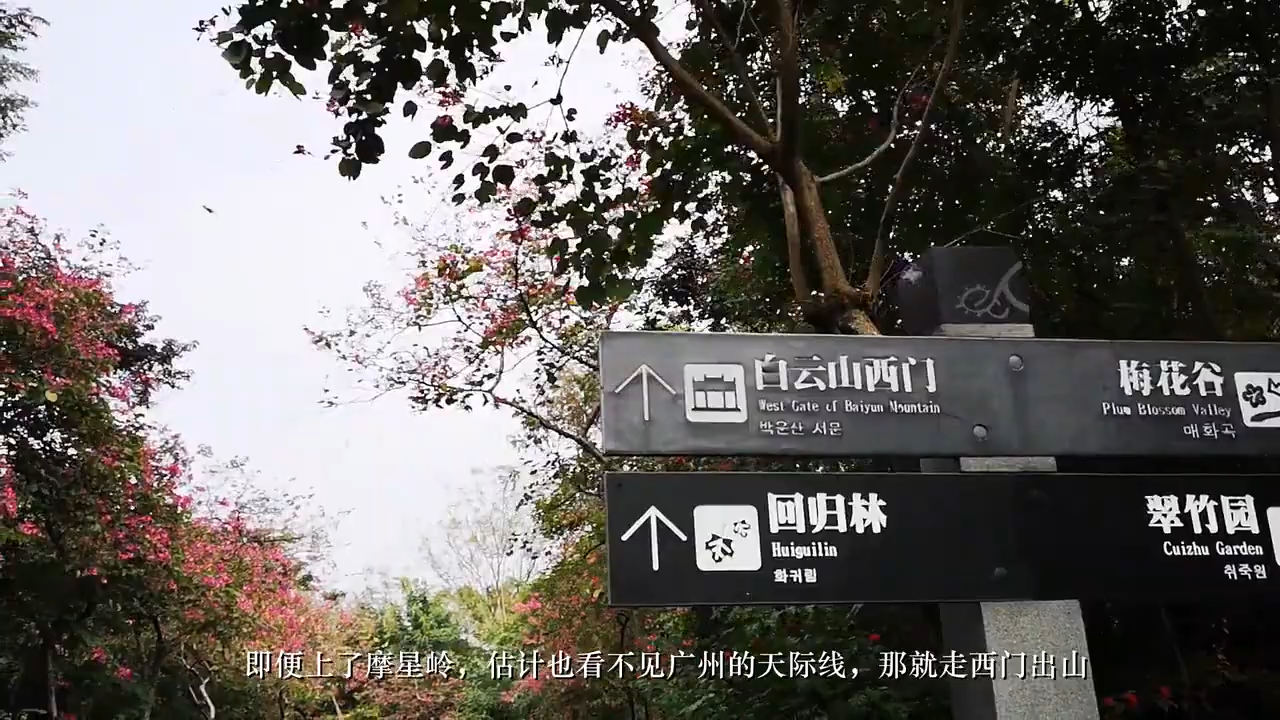 白云山西门
West Gate of Baiyun Mountain
박운산 서문
梅花谷
Plum Blossom Valley
매화곡
回归林
Huiguilin
화귀림
翠竹园
Cuizhu Garden
취죽원
即便上了摩星岭，估计也看不见广州的天际线，那就走西门出山